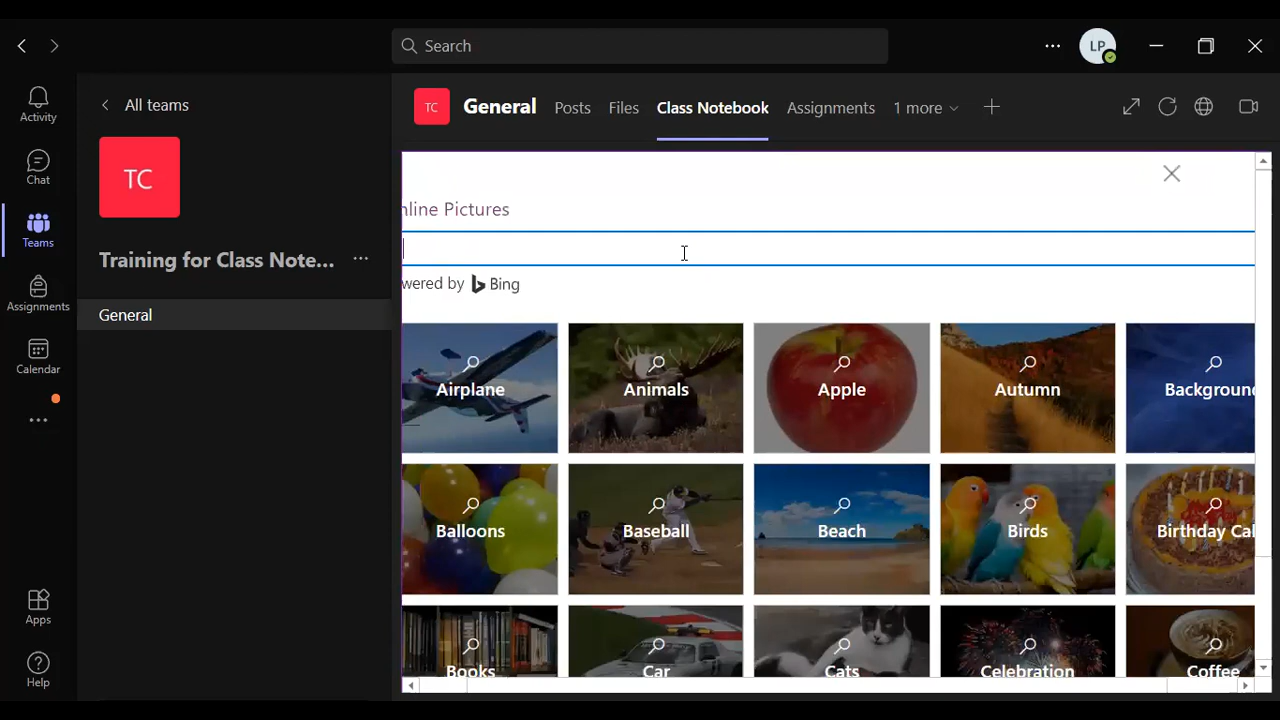 Search
LP
Activity
Chat
Teams
Assignments
Calendar
Apps
Help
All teams
TC
Training for Class Note...
General
TC
General
Posts
Files
Class Notebook
Assignments
1 more
nline Pictures
wered by Bing
Airplane
Animals
Apple
Autumn
Backgroun
Balloons
Baseball
Beach
Birds
Birthday Cal
Books
Car
Cats
Celebration
Coffee